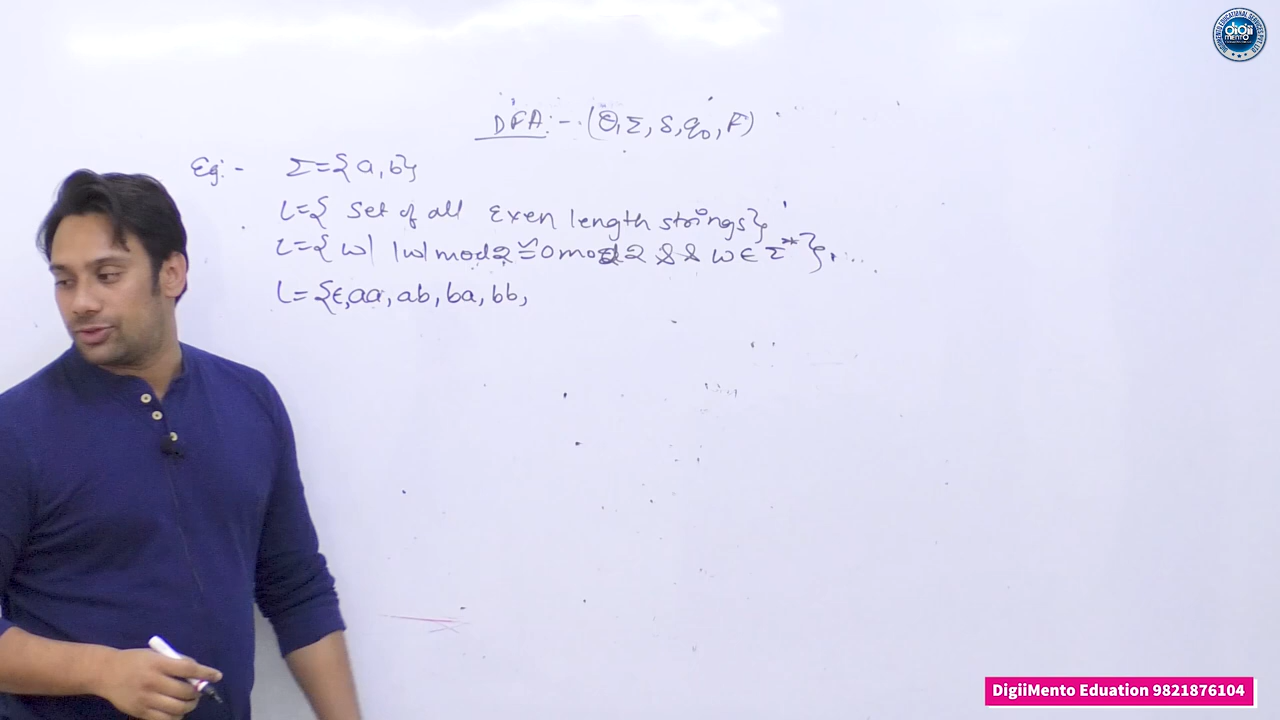 DFA:- (Q, Σ, δ, q0, F)
Eg:- Σ={a,b}
L={ Set of all Even length strings}
L={ w| |w| mod 2 ≅ 0 mod 2 && w ∈ Σ*}
L={ϵ,aa, ab, ba, bb,
DigiiMento Eduation 9821876104